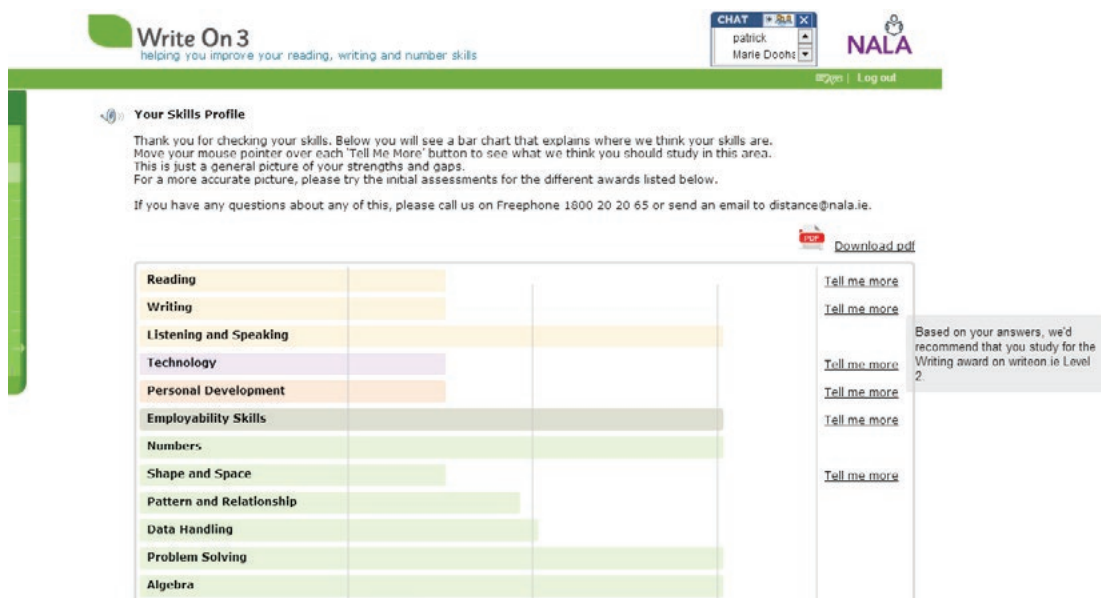 Write On 3
helping you improve your reading, writing and number skills
CHAT
patrick
Marie Dooha
NALA
| Log out
Your Skills Profile
Thank you for checking your skills. Below you will see a bar chart that explains where we think your skills are.
Move your mouse pointer over each 'Tell Me More' button to see what we think you should study in this area.
This is just a general picture of your strengths and gaps.
For a more accurate picture, please try the initial assessments for the different awards listed below.
If you have any questions about any of this, please call us on Freephone 1800 20 20 65 or send an email to distance@nala.ie.
PDF
Download pdf
Reading Tell me more
Writing Tell me more
Based on your answers, we'd
recommend that you study for the
Writing award on writeon.ie Level
2.
Listening and Speaking
Technology Tell me more
Personal Development Tell me more
Employability Skills Tell me more
Numbers
Shape and Space Tell me more
Pattern and Relationship
Data Handling
Problem Solving
Algebra